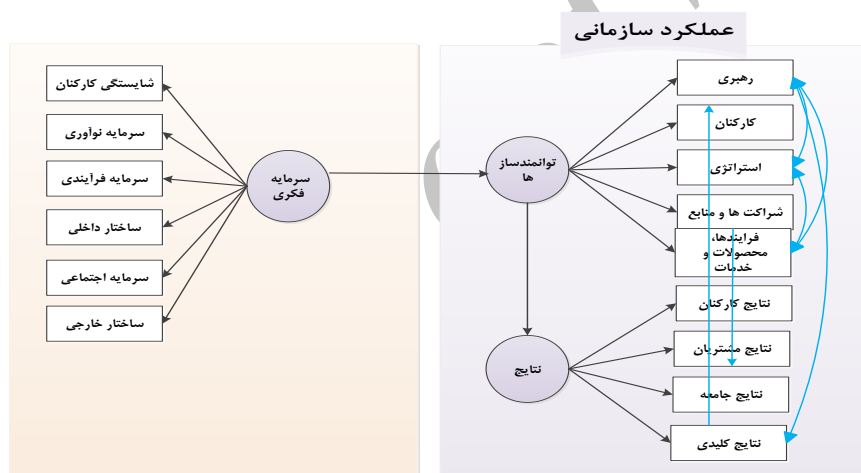 عملکرد سازمانی
شایستگی کارکنان
سرمایه نوآوری
سرمایه فرآیندی
ساختار داخلی
سرمایه اجتماعی
ساختار خارجی
سرمایه
فکری
توانمندساز
ها
نتایج
رهبری
کارکنان
استراتژی
شراکت ها و منابع
فرایندها،
محصولات و
خدمات
نتایج کارکنان
نتایج مشتریان
نتایج جامعه
نتایج کلیدی